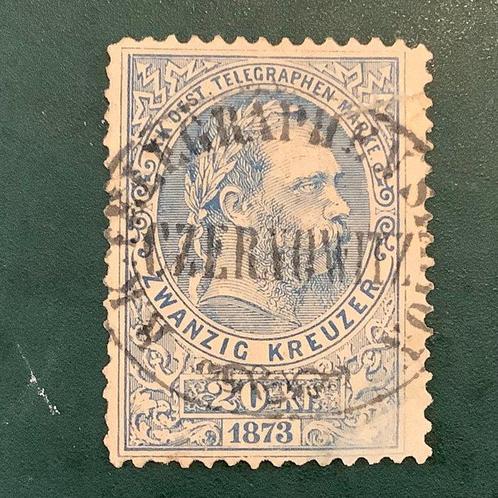 K.K. OEST. TELEGRAPHEN-MARKE.
ZWANZIG KREUZER
20 Kr.
1873
K.K. TELEGRAPH
CZERNOWITZ